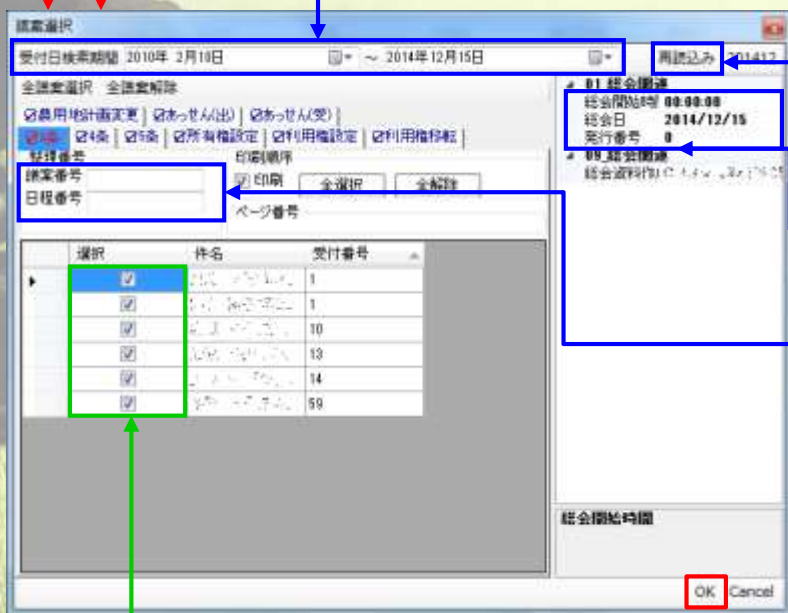 議案選択
受付日検索期間 2010年 2月10日 ～ 2014年12月15日 再読込み 201412
全議案選択 全議案解除
農用地計画変更 あっせん(出) あっせん(受)
3条 4条 5条 所有権設定 利用権設定 利用権移転
整理番号
議案番号
日程番号
印刷順序
印刷 全選択 全解除
ページ番号
選択 件名 受付番号
1
1
10
13
14
59
01 総会関連
総会開始時 00:00:00
総会日 2014/12/15
発行番号 0
09 総会関連
総会開始時間
OK Cancel